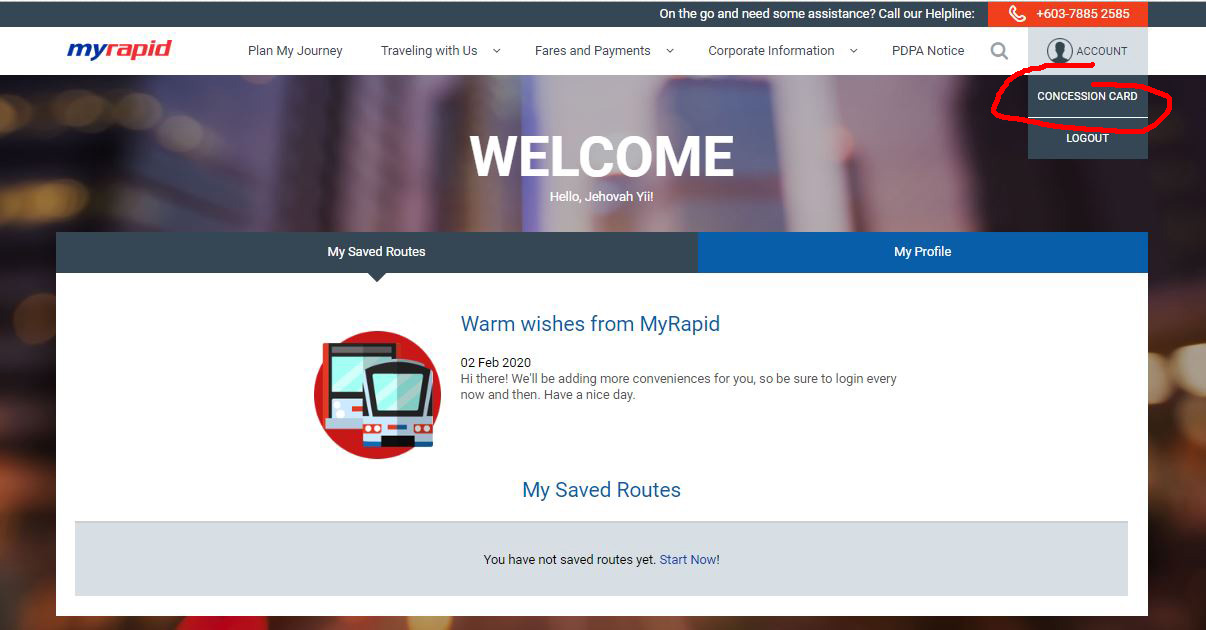 On the go and need some assistance? Call our Helpline: +603-7885 2585
myrapid Plan My Journey Traveling with Us Fares and Payments Corporate Information PDPA Notice ACCOUNT
CONCESSION CARD
LOGOUT
WELCOME
Hello, Jehovah Yii!
My Saved Routes My Profile
Warm wishes from MyRapid
02 Feb 2020
Hi there! We'll be adding more conveniences for you, so be sure to login every
now and then. Have a nice day.
My Saved Routes
You have not saved routes yet. Start Now!